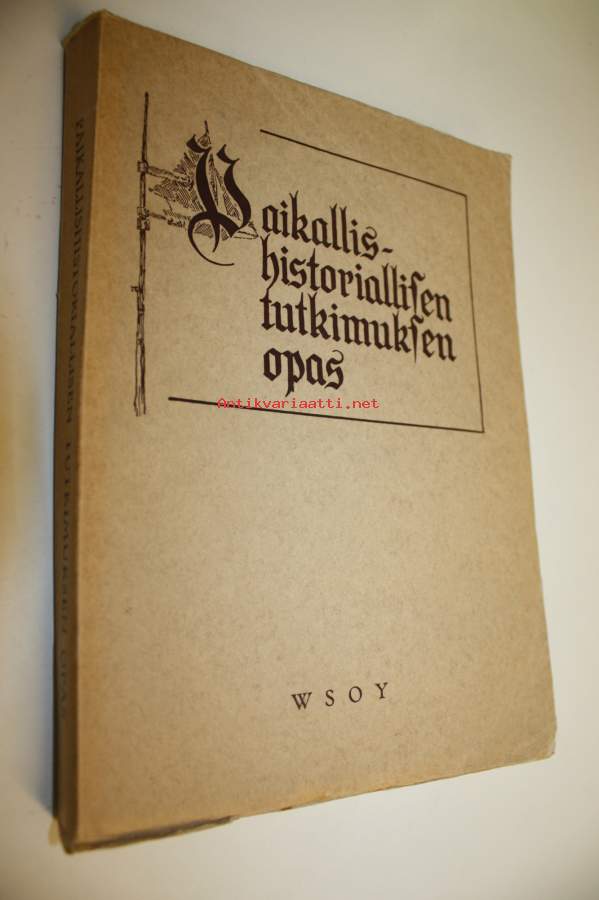 Paikallis-
historialliſen
tutkimukſen
opas
Antikvariaatti.net
WSOY
PAIKALLISHISTORIALLISEN TUTKIMUKSEN OPAS